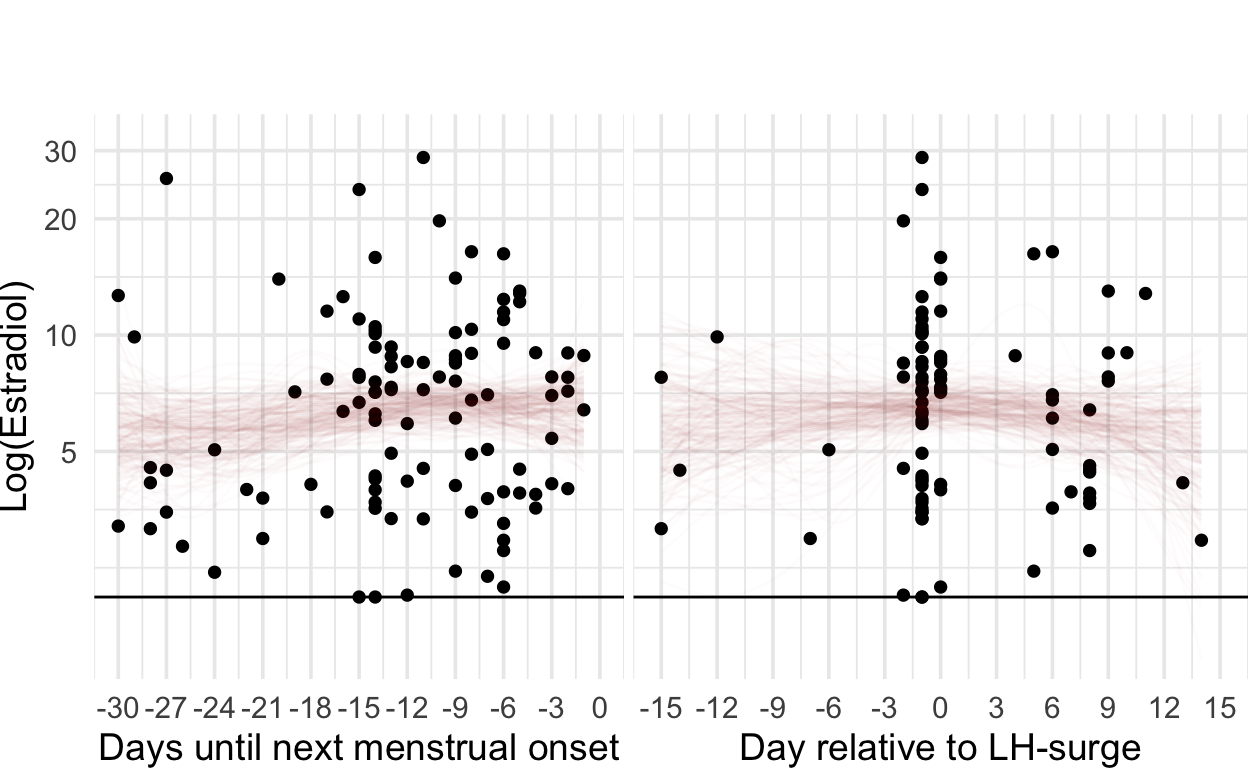 Log(Estradiol)
30
20
10
5
-30 -27 -24 -21 -18 -15 -12 -9 -6 -3 0
-15 -12 -9 -6 -3 0 3 6 9 12 15
Days until next menstrual onset
Day relative to LH-surge